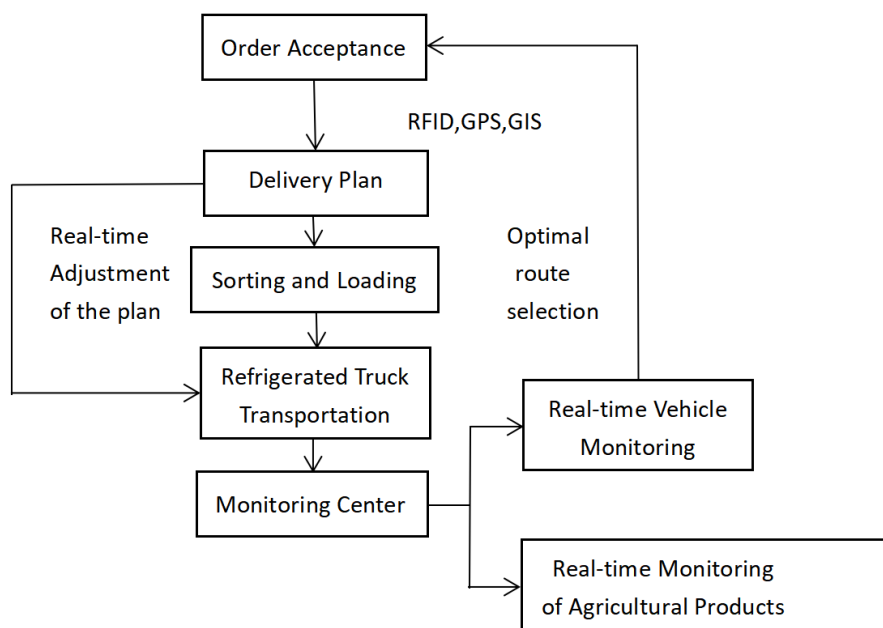 Order Acceptance
RFID,GPS,GIS
Delivery Plan
Real-time
Adjustment
of the plan
Optimal
route
selection
Sorting and Loading
Refrigerated Truck
Transportation
Real-time Vehicle
Monitoring
Monitoring Center
Real-time Monitoring
of Agricultural Products